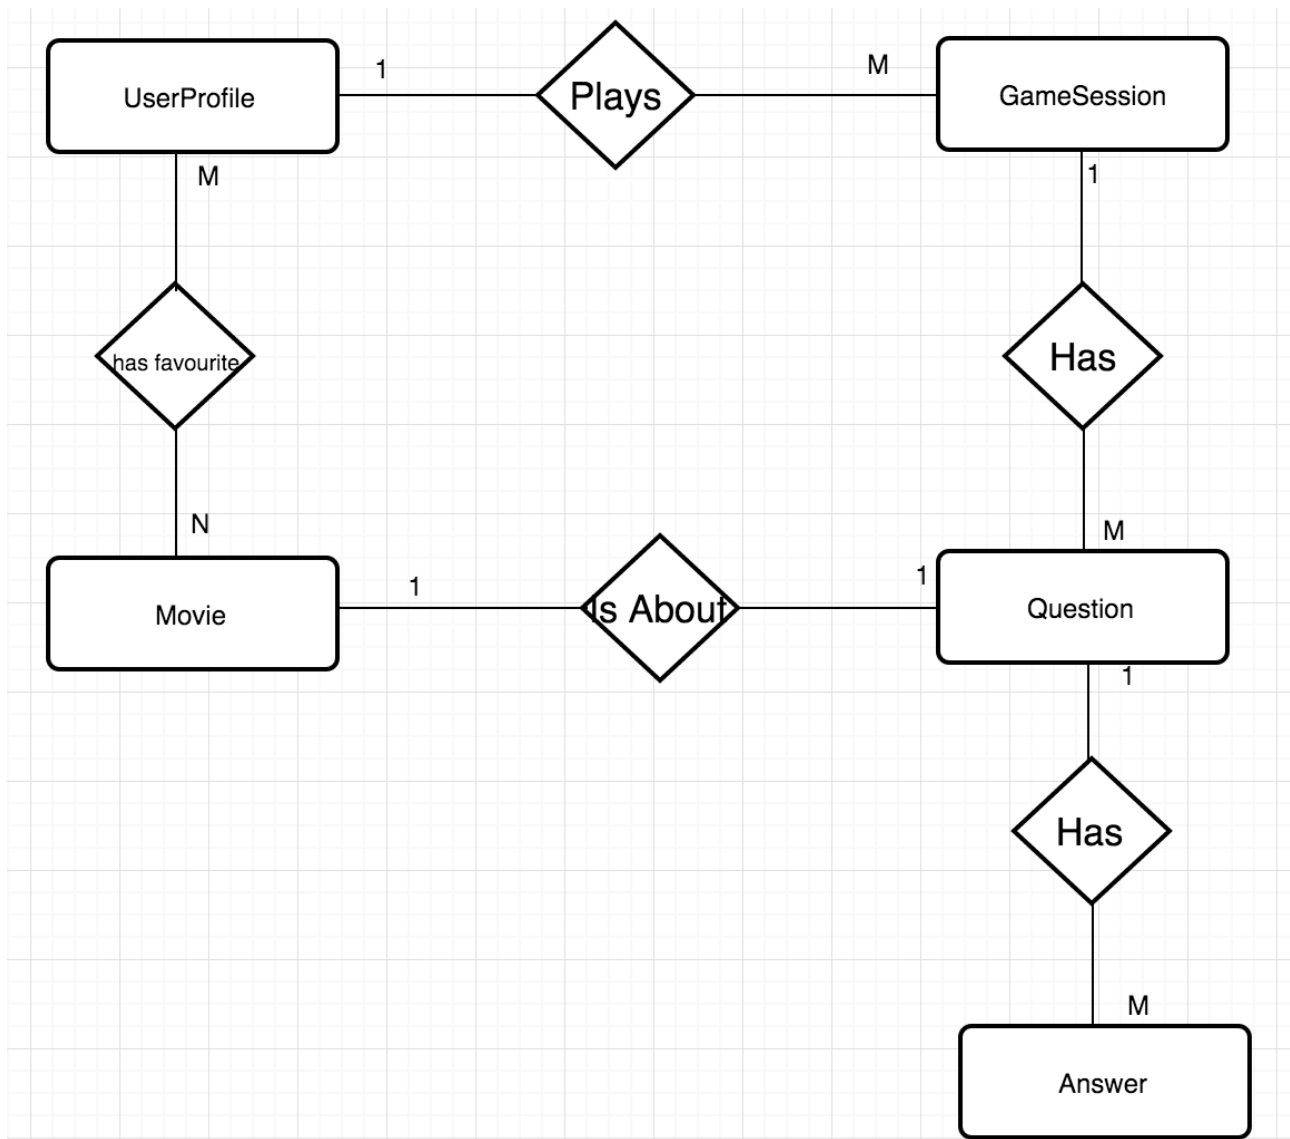 UserProfile
1
Plays
M
GameSession
M
1
has favourite
Has
N
M
Movie
1
Is About
1
Question
1
Has
M
Answer